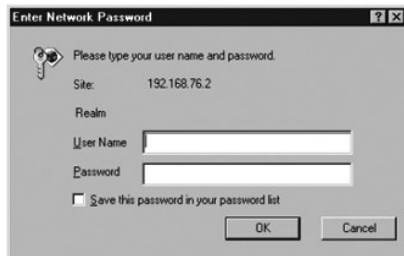 Enter Network Password
Please type your user name and password.
Site: 192.168.76.2
Realm
User Name
Password
Save this password in your password list
OK Cancel